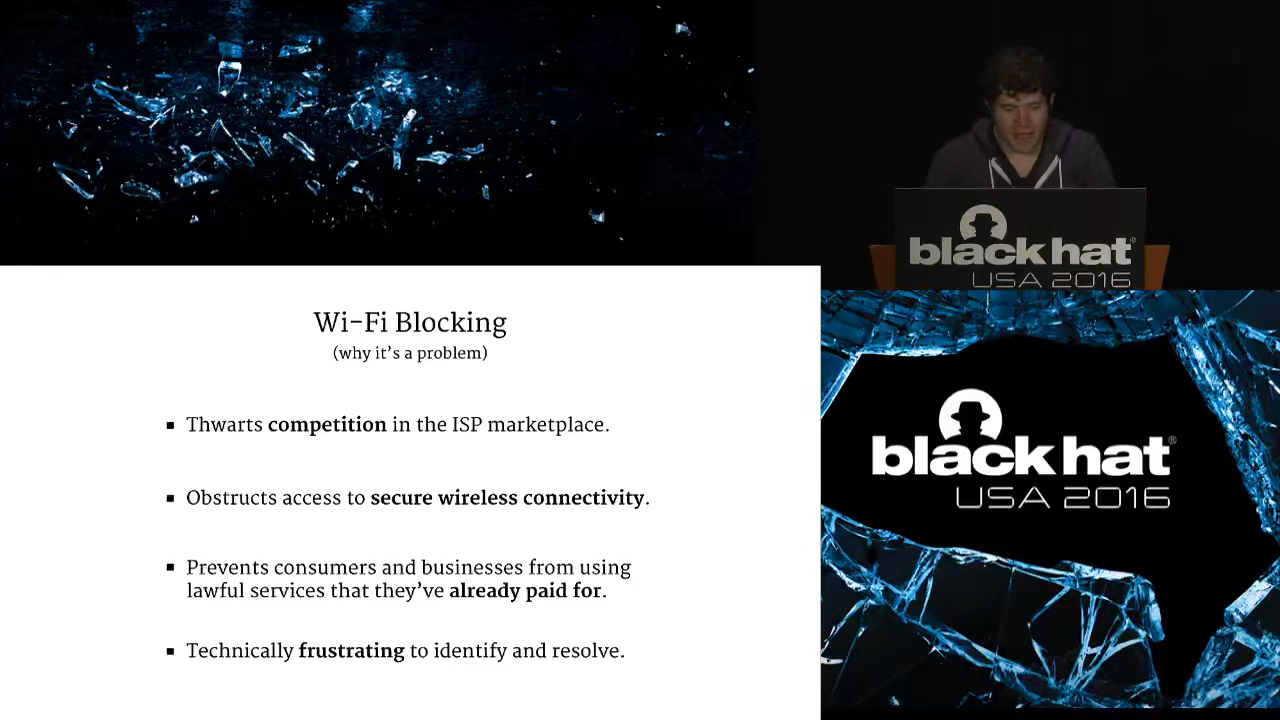 black hat®
USA 2016
Wi-Fi Blocking
(why it's a problem)
▪ Thwarts competition in the ISP marketplace.
▪ Obstructs access to secure wireless connectivity.
▪ Prevents consumers and businesses from using
lawful services that they've already paid for.
▪ Technically frustrating to identify and resolve.
black hat®
USA 2016